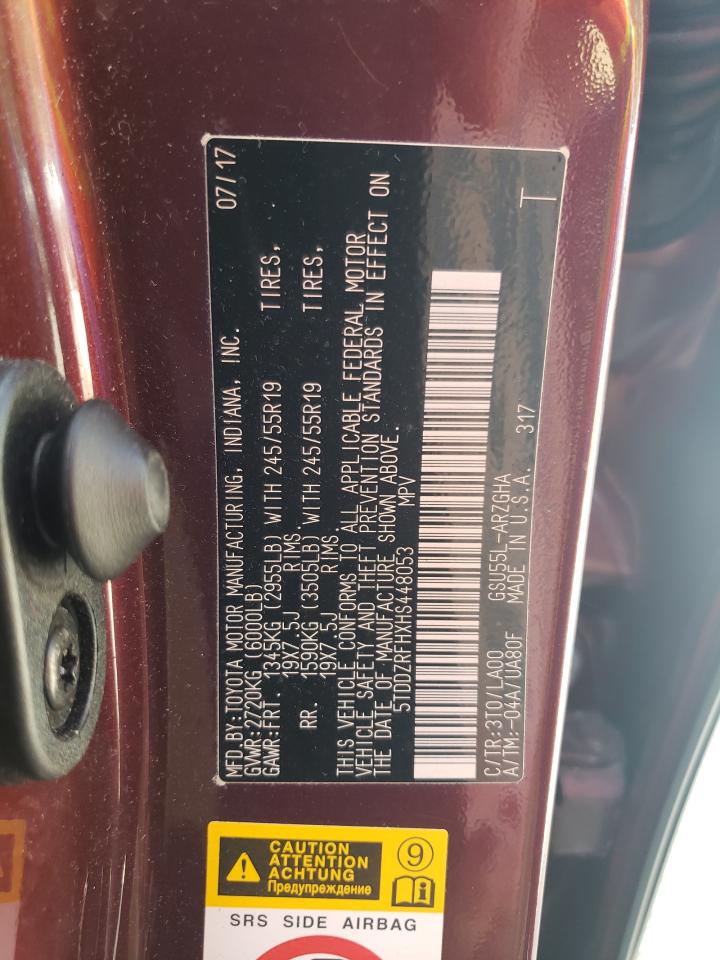 MFD.BY:TOYOTA MOTOR MANUFACTURING, INDIANA, INC. 07/17
GVWR:2720KG (6000LB)
GAWR:FRT. 1345KG (2955LB) WITH 245/55R19 TIRES,
19X7.5J RIMS.
RR. 1590KG (3505LB) WITH 245/55R19 TIRES,
19X7.5J RIMS.
THIS VEHICLE CONFORMS TO ALL APPLICABLE FEDERAL MOTOR
VEHICLE SAFETY AND THEFT PREVENTION STANDARDS IN EFFECT ON
THE DATE OF MANUFACTURE SHOWN ABOVE.
5TDDZRFHXHS448053 MPV
C/TR:3T0/LA00 GSU55L-ARZGHA
A/TM:-04A/UA80F MADE IN U.S.A. 317 T
CAUTION
ATTENTION
ACHTUNG
Предупреждение
9
i
SRS SIDE AIRBAG